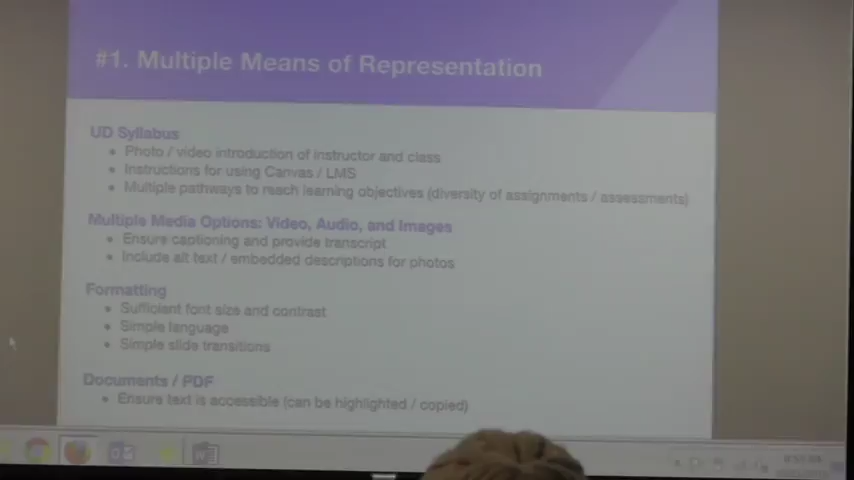 #1. Multiple Means of Representation
UD Syllabus
• Photo / video introduction of instructor and class
• Instructions for using Canvas / LMS
• Multiple pathways to reach learning objectives (diversity of assignments / assessments)
Multiple Media Options: Video, Audio, and Images
• Ensure captioning and provide transcript
• Include alt text / embedded descriptions for photos
Formatting
• Sufficient font size and contrast
• Simple language
• Simple slide transitions
Documents / PDF
• Ensure text is accessible (can be highlighted / copied)